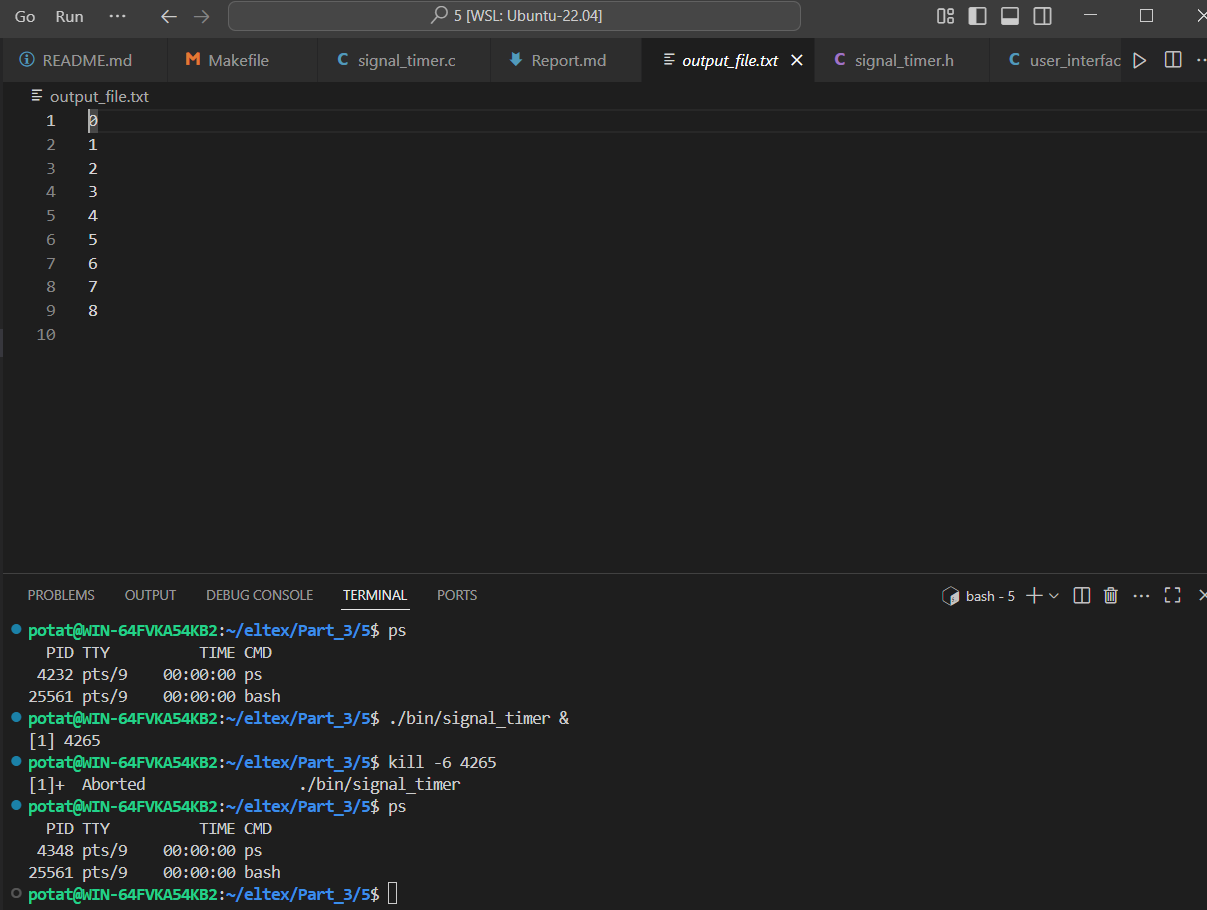 Go Run ··· 5 [WSL: Ubuntu-22.04]
README.md Makefile signal_timer.c Report.md output_file.txt signal_timer.h user_interfac
output_file.txt
1 0
2 1
3 2
4 3
5 4
6 5
7 6
8 7
9 8
10
PROBLEMS OUTPUT DEBUG CONSOLE TERMINAL PORTS bash - 5
potat@WIN-64FVKA54KB2:~/eltex/Part_3/5$ ps
PID TTY TIME CMD
4232 pts/9 00:00:00 ps
25561 pts/9 00:00:00 bash
potat@WIN-64FVKA54KB2:~/eltex/Part_3/5$ ./bin/signal_timer &
[1] 4265
potat@WIN-64FVKA54KB2:~/eltex/Part_3/5$ kill -6 4265
[1]+ Aborted ./bin/signal_timer
potat@WIN-64FVKA54KB2:~/eltex/Part_3/5$ ps
PID TTY TIME CMD
4348 pts/9 00:00:00 ps
25561 pts/9 00:00:00 bash
potat@WIN-64FVKA54KB2:~/eltex/Part_3/5$